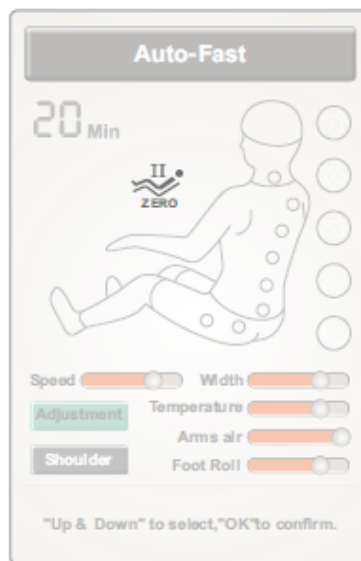 Auto-Fast
20 Min
II
ZERO
Speed
Width
Adjustment
Temperature
Arms air
Shoulder
Foot Roll
"Up & Down" to select,"OK"to confirm.